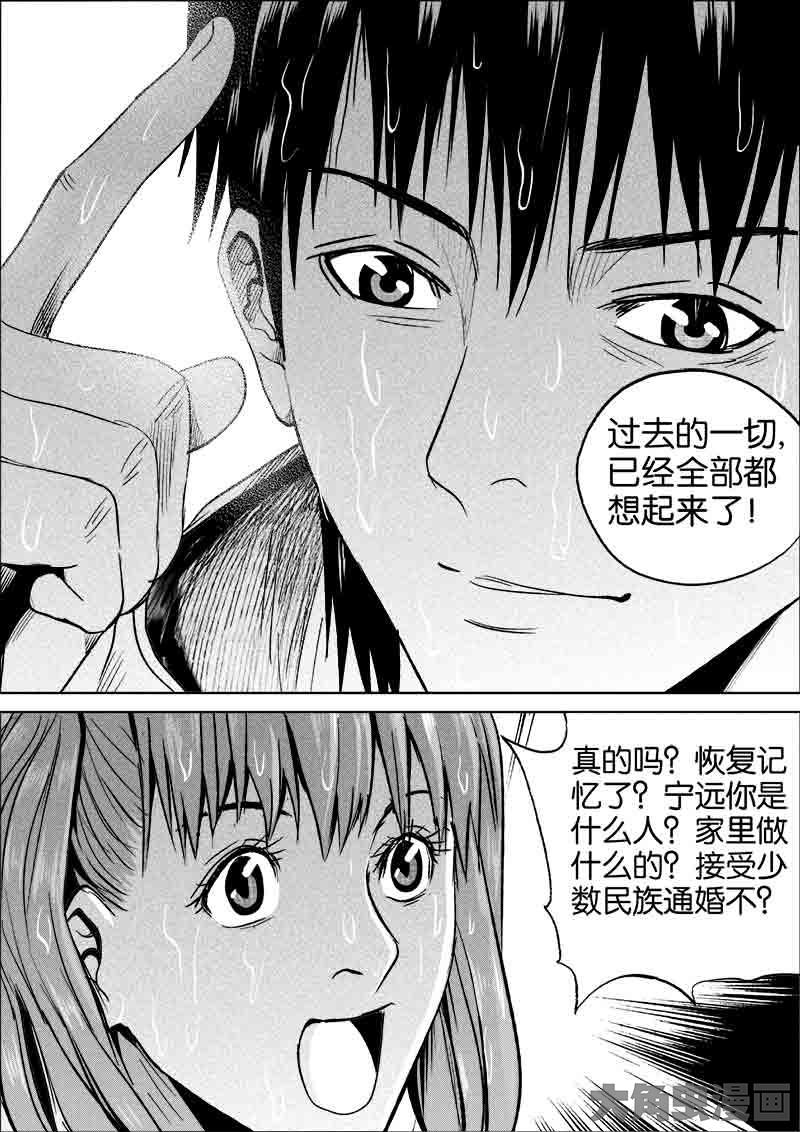 过去的一切,
已经全部都
想起来了!
真的吗?恢复记
忆了?宁远你是
什么人?家里做
什么的?接受少
数民族通婚不?
大角虫漫画